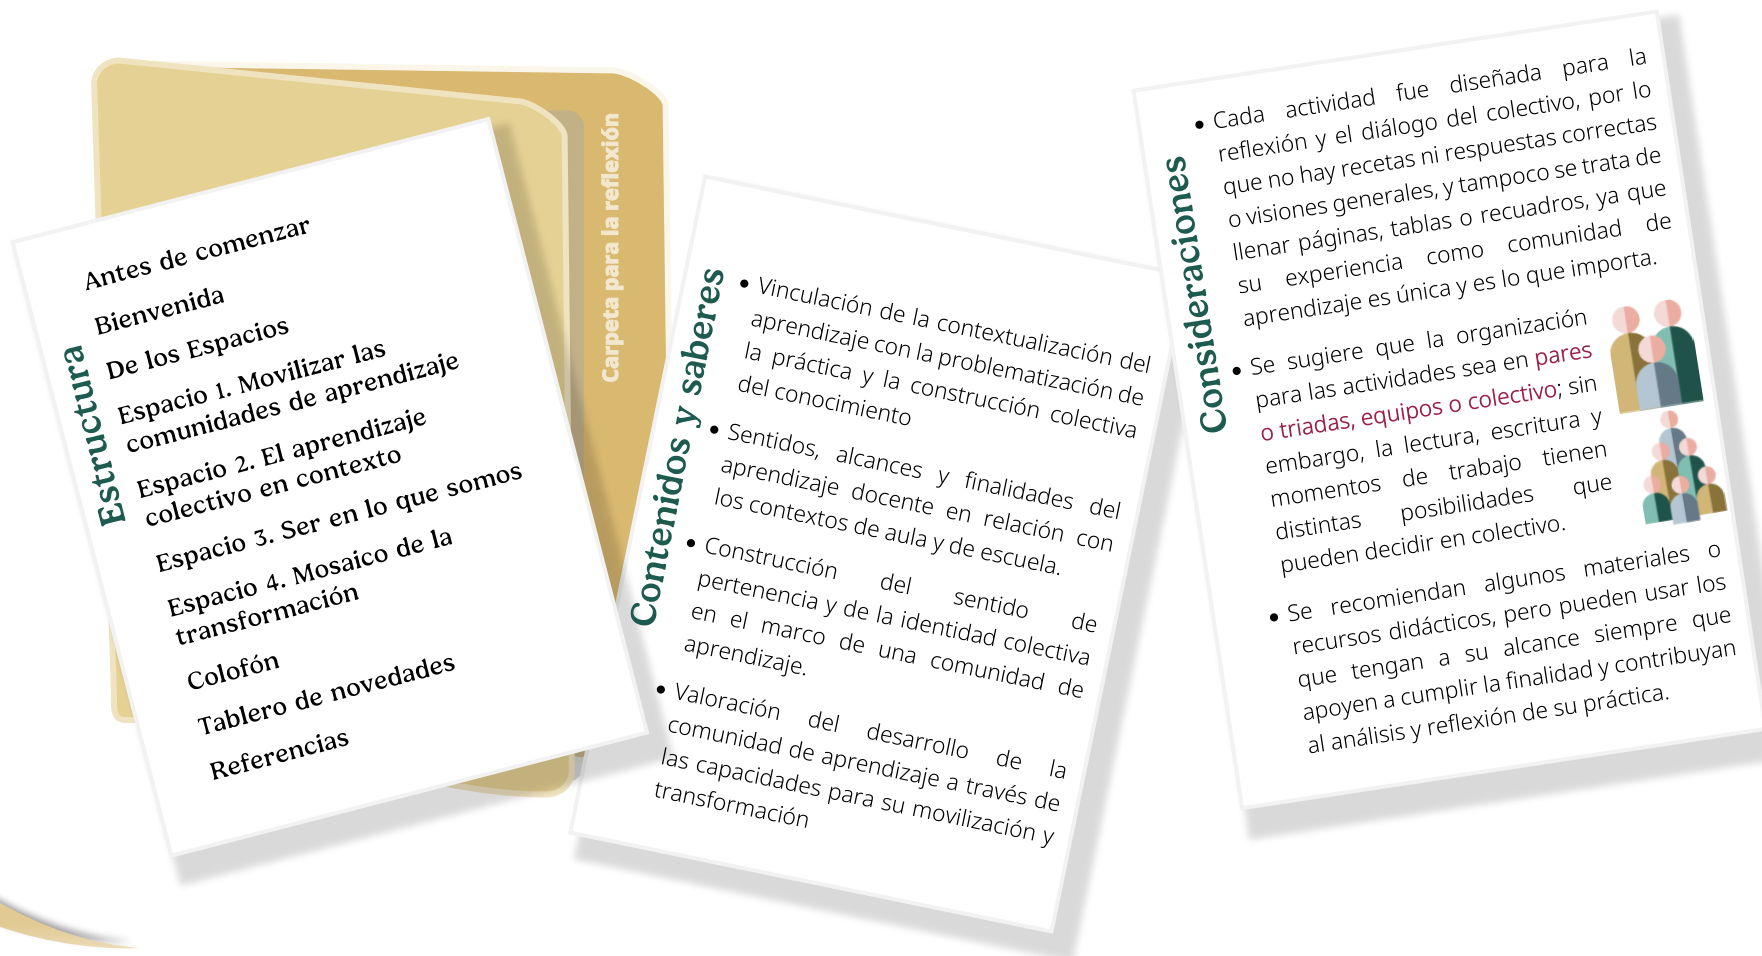 Estructura
Antes de comenzar
Bienvenida
De los Espacios
Espacio 1. Movilizar las
comunidades de aprendizaje
Espacio 2. El aprendizaje
colectivo en contexto
Espacio 3. Ser en lo que somos
Espacio 4. Mosaico de la
transformación
Colofón
Tablero de novedades
Referencias
Carpeta para la reflexión
Contenidos y saberes
• Vinculación de la contextualización del
aprendizaje con la problematización de
la práctica y la construcción colectiva
del conocimiento
• Sentidos, alcances y finalidades del
aprendizaje docente en relación con
los contextos de aula y de escuela.
• Construcción del sentido de
pertenencia y de la identidad colectiva
en el marco de una comunidad de
aprendizaje.
• Valoración del desarrollo de la
comunidad de aprendizaje a través de
las capacidades para su movilización y
transformación
Consideraciones
• Cada actividad fue diseñada para la
reflexión y el diálogo del colectivo, por lo
que no hay recetas ni respuestas correctas
o visiones generales, y tampoco se trata de
llenar páginas, tablas o recuadros, ya que
su experiencia como comunidad de
aprendizaje es única y es lo que importa.
• Se sugiere que la organización
para las actividades sea en pares
o triadas, equipos o colectivo; sin
embargo, la lectura, escritura y
momentos de trabajo tienen
distintas posibilidades que
pueden decidir en colectivo.
• Se recomiendan algunos materiales o
recursos didácticos, pero pueden usar los
que tengan a su alcance siempre que
apoyen a cumplir la finalidad y contribuyan
al análisis y reflexión de su práctica.